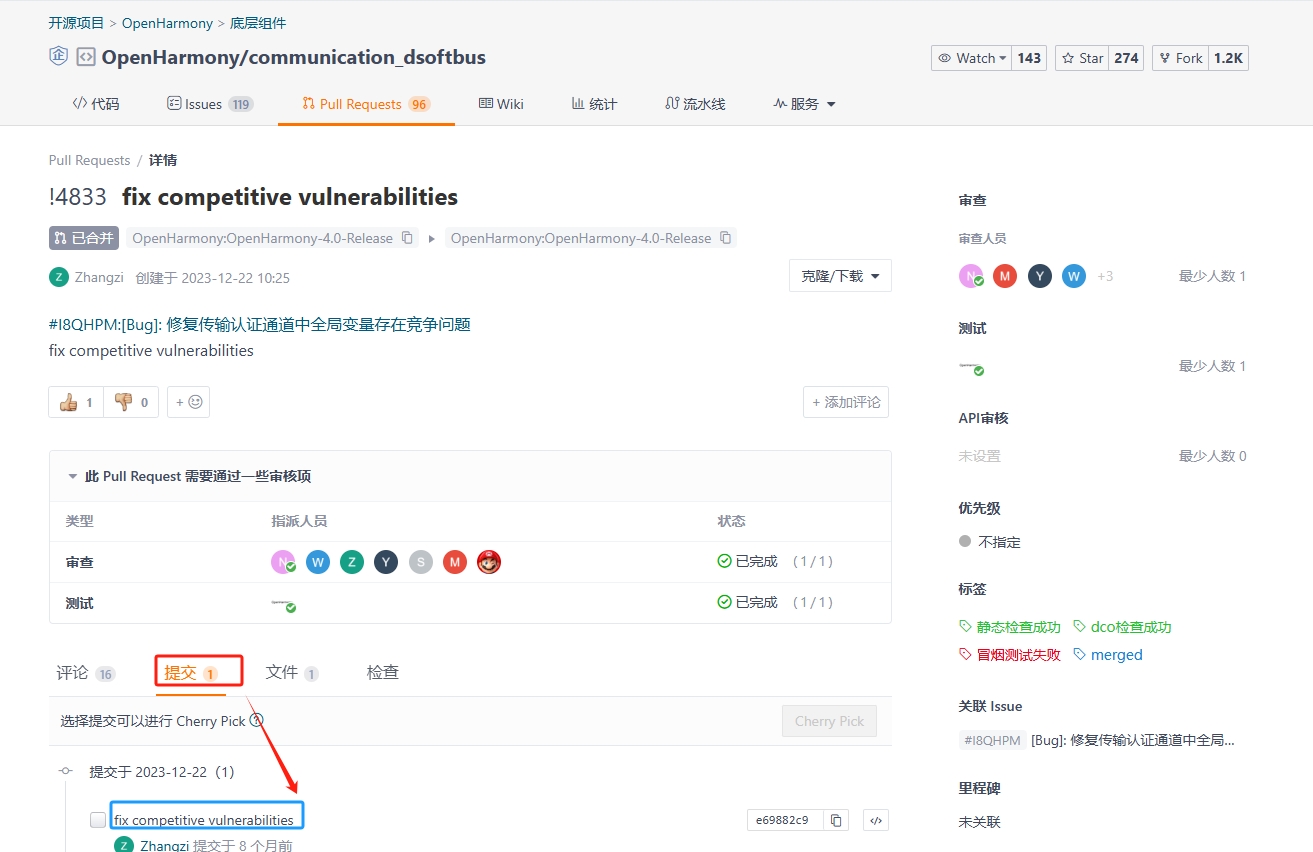 开源项目 > OpenHarmony > 底层组件
企 OpenHarmony/communication_dsoftbus
Watch 143 Star 274 Fork 1.2K
代码 Issues 119 Pull Requests 96 Wiki 统计 流水线 服务
Pull Requests / 详情
!4833 fix competitive vulnerabilities
已合并 OpenHarmony:OpenHarmony-4.0-Release OpenHarmony:OpenHarmony-4.0-Release
Z Zhangzi 创建于 2023-12-22 10:25
克隆/下载
#I8QHPM:[Bug]: 修复传输认证通道中全局变量存在竞争问题
fix competitive vulnerabilities
1 0 +
+ 添加评论
此 Pull Request 需要通过一些审核项
类型 指派人员 状态
审查 N W Z Y S M 已完成 (1/1)
测试 已完成 (1/1)
评论 16 提交 1 文件 1 检查
选择提交可以进行 Cherry Pick ? Cherry Pick
提交于 2023-12-22 (1)
fix competitive vulnerabilities e69882c9
Z Zhangzi 提交于 8 个月前
审查
审查人员
N M Y W +3 最少人数 1
测试
最少人数 1
API审核
未设置 最少人数 0
优先级
不指定
标签
静态检查成功 dco检查成功
冒烟测试失败 merged
关联 Issue
#I8QHPM [Bug]: 修复传输认证通道中全局...
里程碑
未关联